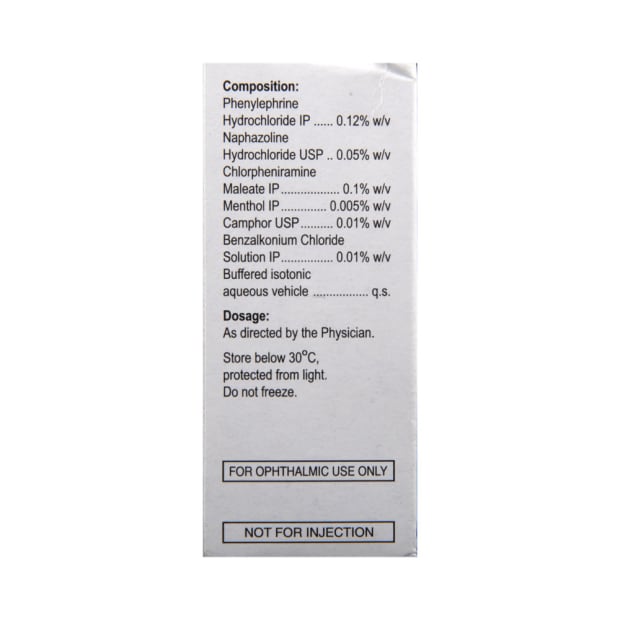 Composition:
Phenylephrine
Hydrochloride IP ...... 0.12% w/v
Naphazoline
Hydrochloride USP .. 0.05% w/v
Chlorpheniramine
Maleate IP.................. 0.1% w/v
Menthol IP.............. 0.005% w/v
Camphor USP.......... 0.01% w/v
Benzalkonium Chloride
Solution IP................ 0.01% w/v
Buffered isotonic
aqueous vehicle ................. q.s.
Dosage:
As directed by the Physician.
Store below 30°C,
protected from light.
Do not freeze.
FOR OPHTHALMIC USE ONLY
NOT FOR INJECTION